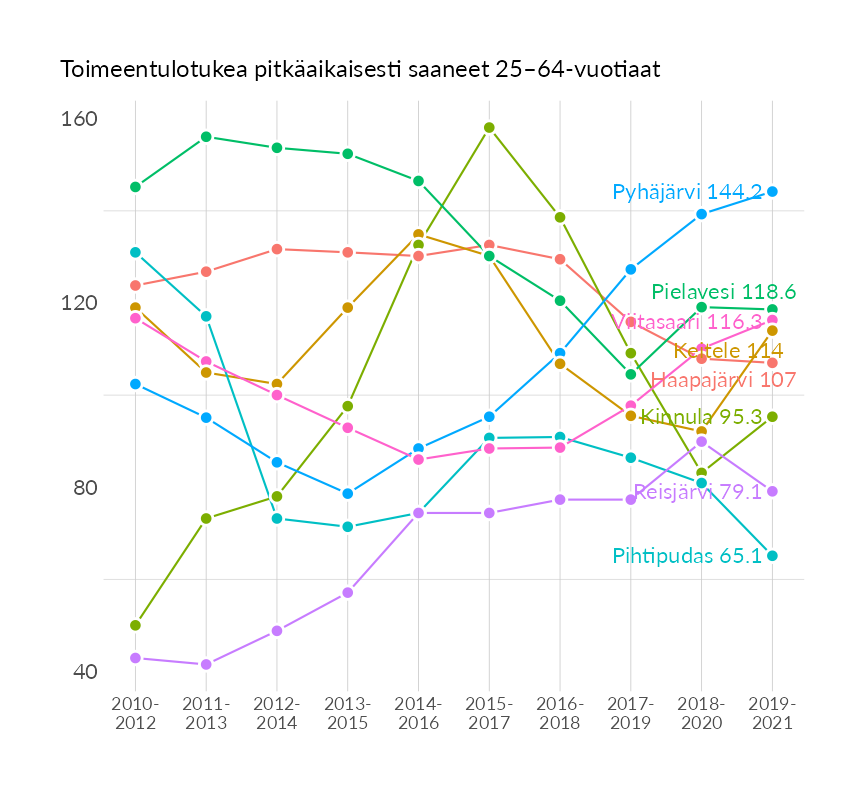 Toimeentulotukea pitkäaikaisesti saaneet 25–64-vuotiaat
160
120
80
40
Pyhäjärvi 144.2
Pielavesi 118.6
Viitasaari 116.3
Keitele 114
Haapajärvi 107
Kinnula 95.3
Reisjärvi 79.1
Pihtipudas 65.1
2010- 2011- 2012- 2013- 2014- 2015- 2016- 2017- 2018- 2019-
2012 2013 2014 2015 2016 2017 2018 2019 2020 2021